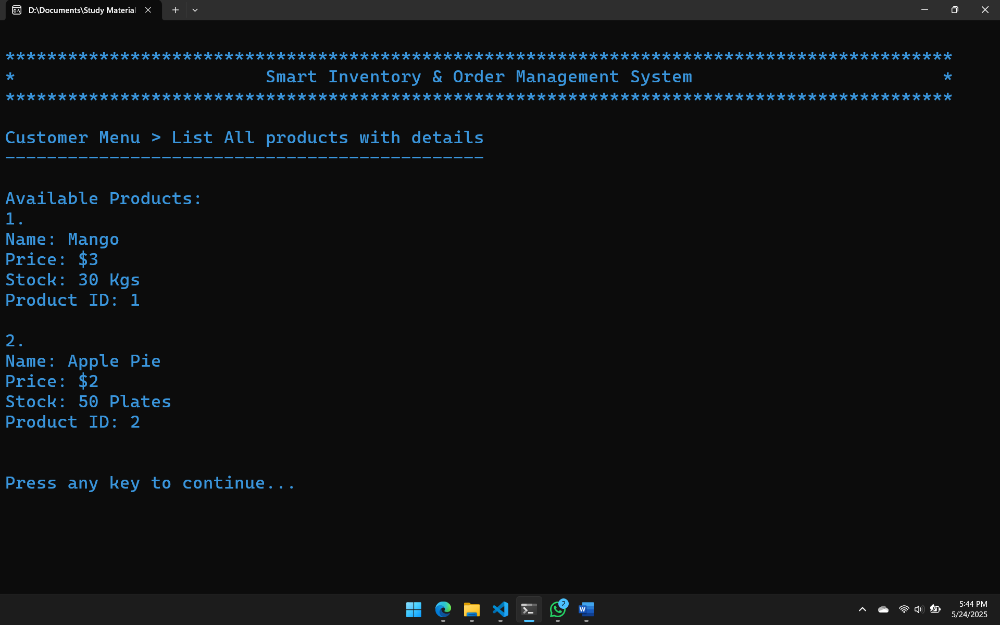 D:\Documents\Study Material
*******************************************************************************************
* Smart Inventory & Order Management System *
*******************************************************************************************
Customer Menu > List All products with details
----------------------------------------------
Available Products:
1.
Name: Mango
Price: $3
Stock: 30 Kgs
Product ID: 1
2.
Name: Apple Pie
Price: $2
Stock: 50 Plates
Product ID: 2
Press any key to continue...
2
5:44 PM
5/24/2025